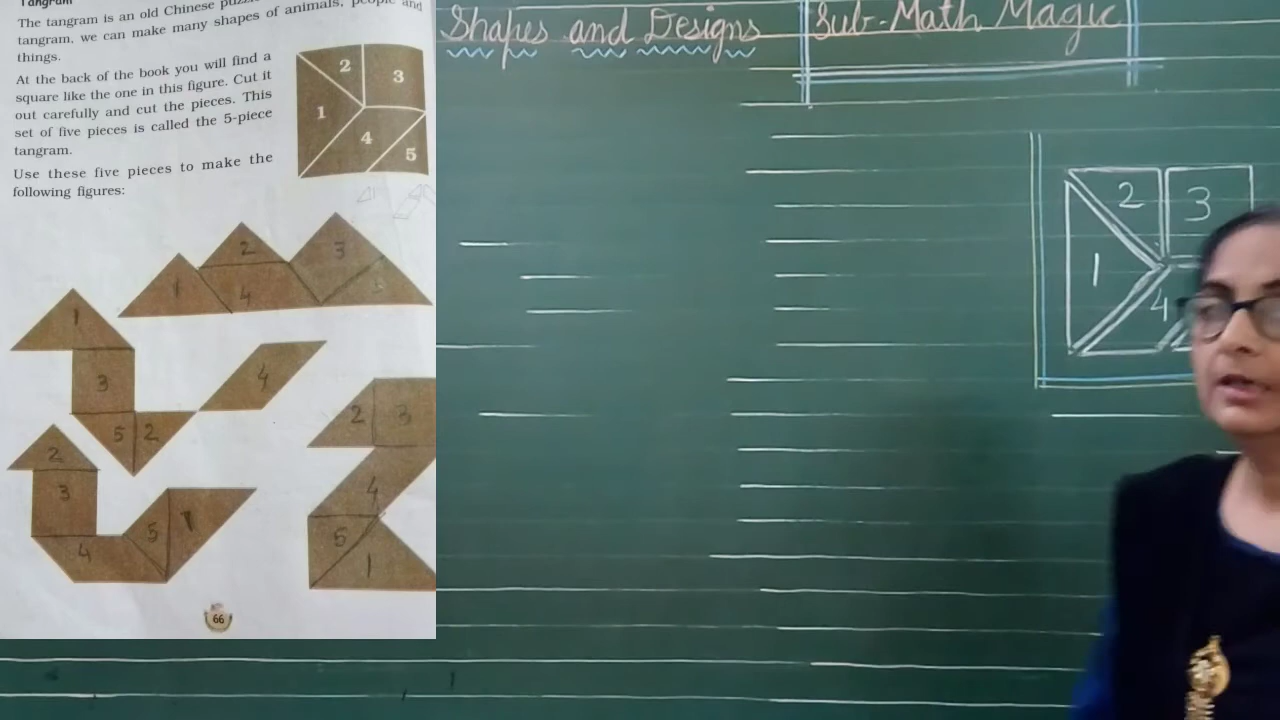 Tangram
The tangram is an old Chinese
tangram, we can make many shapes of animals, people and
things.
At the back of the book you will find a
square like the one in this figure. Cut it
out carefully and cut the pieces. This
set of five pieces is called the 5-piece
tangram.
Use these five pieces to make the
following figures:
2
3
1
4
5
2
3
1
4
1
3
4
5 2
2
3
4
5
1
2
3
4
5
1
66
Shapes and Designs
Sub-Math Magic
2
3
1
4